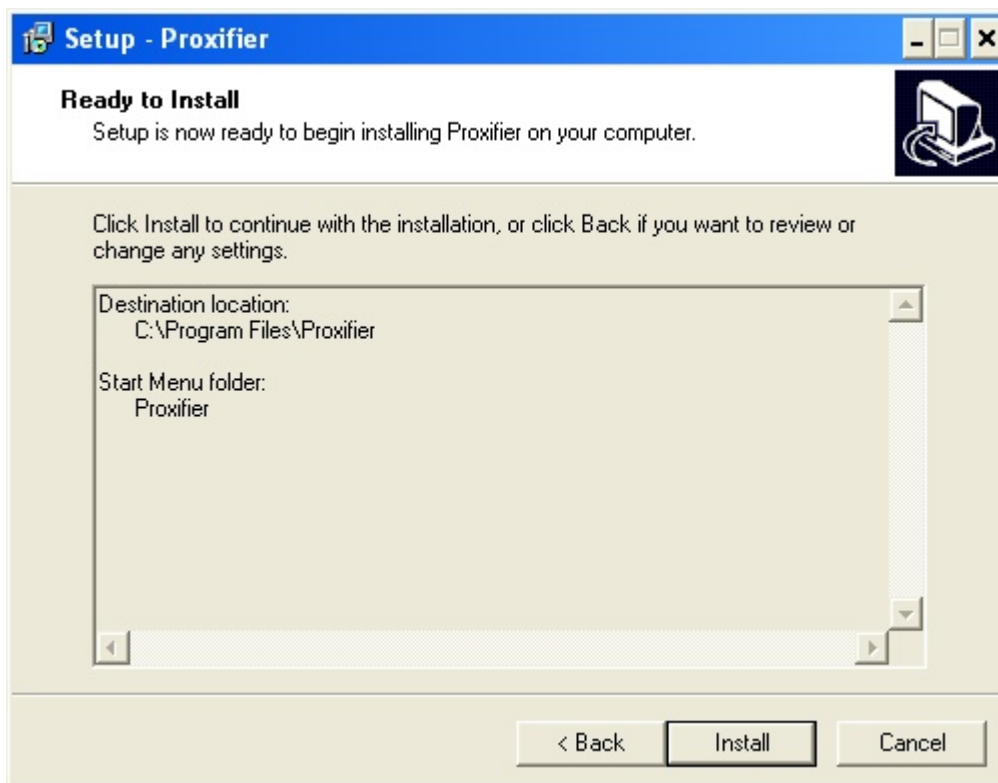 Setup - Proxifier
Ready to Install
Setup is now ready to begin installing Proxifier on your computer.
Click Install to continue with the installation, or click Back if you want to review or
change any settings.
Destination location:
C:\Program Files\Proxifier
Start Menu folder:
Proxifier
< Back
Install
Cancel